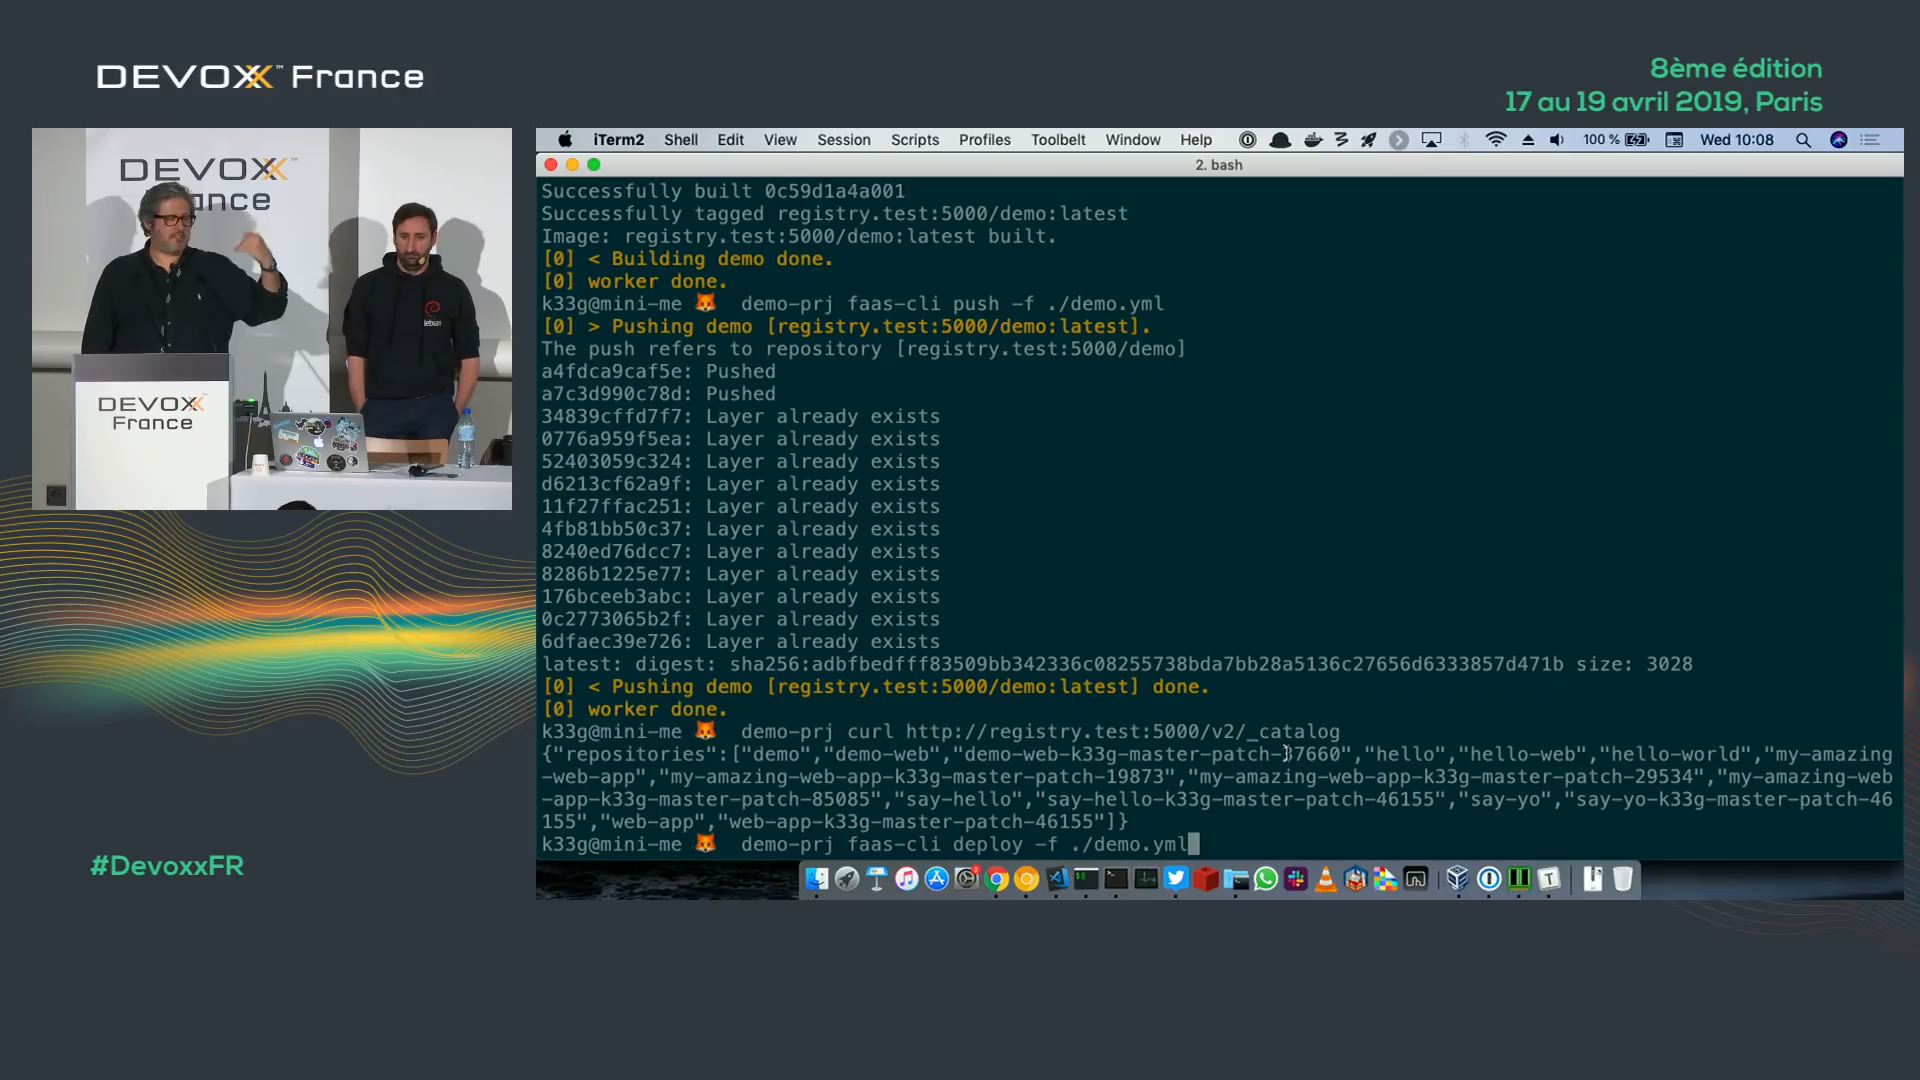 DEVOXX™ France
8ème édition
17 au 19 avril 2019, Paris
DEVOXX™
France
debian
DEVOXX
France
#DevoxxFR
iTerm2 Shell Edit View Session Scripts Profiles Toolbelt Window Help 100 % Wed 10:08
2. bash
Successfully built 0c59d1a4a001
Successfully tagged registry.test:5000/demo:latest
Image: registry.test:5000/demo:latest built.
[0] < Building demo done.
[0] worker done.
k33g@mini-me 🦊 demo-prj faas-cli push -f ./demo.yml
[0] > Pushing demo [registry.test:5000/demo:latest].
The push refers to repository [registry.test:5000/demo]
a4fdca9caf5e: Pushed
a7c3d990c78d: Pushed
34839cffd7f7: Layer already exists
0776a959f5ea: Layer already exists
52403059c324: Layer already exists
d6213cf62a9f: Layer already exists
11f27ffac251: Layer already exists
4fb81bb50c37: Layer already exists
8240ed76dcc7: Layer already exists
8286b1225e77: Layer already exists
176bceeb3abc: Layer already exists
0c2773065b2f: Layer already exists
6dfaec39e726: Layer already exists
latest: digest: sha256:adbfbedfff83509bb342336c08255738bda7bb28a5136c27656d6333857d471b size: 3028
[0] < Pushing demo [registry.test:5000/demo:latest] done.
[0] worker done.
k33g@mini-me 🦊 demo-prj curl http://registry.test:5000/v2/_catalog
{"repositories":["demo","demo-web","demo-web-k33g-master-patch-87660","hello","hello-web","hello-world","my-amazing
-web-app","my-amazing-web-app-k33g-master-patch-19873","my-amazing-web-app-k33g-master-patch-29534","my-amazing-web
-app-k33g-master-patch-85085","say-hello","say-hello-k33g-master-patch-46155","say-yo","say-yo-k33g-master-patch-46
155","web-app","web-app-k33g-master-patch-46155"]}
k33g@mini-me 🦊 demo-prj faas-cli deploy -f ./demo.yml